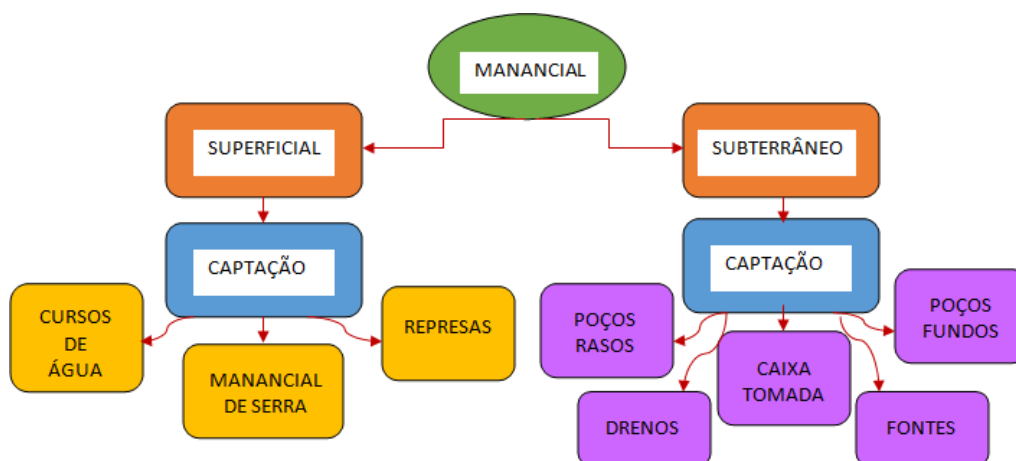 MANANCIAL
SUPERFICIAL
SUBTERRÂNEO
CAPTAÇÃO
CAPTAÇÃO
CURSOS
DE
ÁGUA
MANANCIAL
DE SERRA
REPRESAS
POÇOS
RASOS
DRENOS
CAIXA
TOMADA
FONTES
POÇOS
FUNDOS